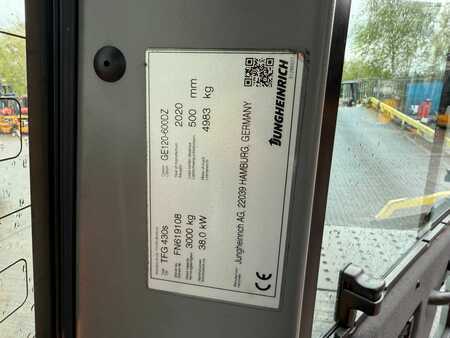 JUNGHEINRICH
TFG 430s GE120-600DZ
FN619108 2020
3000 kg 500 mm
38,0 kW 4983 kg
Jungheinrich AG, 22039 HAMBURG, GERMANY
CE